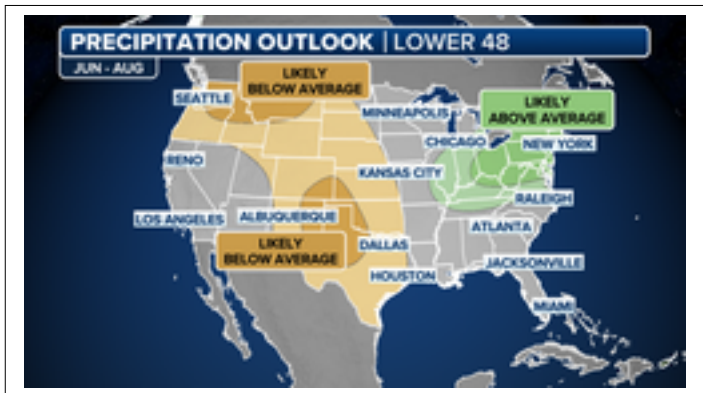 PRECIPITATION OUTLOOK | LOWER 48
JUN - AUG
LIKELY
BELOW AVERAGE
SEATTLE
MINNEAPOLIS
LIKELY
ABOVE AVERAGE
CHICAGO
NEW YORK
RENO
KANSAS CITY
RALEIGH
LOS ANGELES
ALBUQUERQUE
ATLANTA
LIKELY
BELOW AVERAGE
DALLAS
JACKSONVILLE
HOUSTON
MIAMI